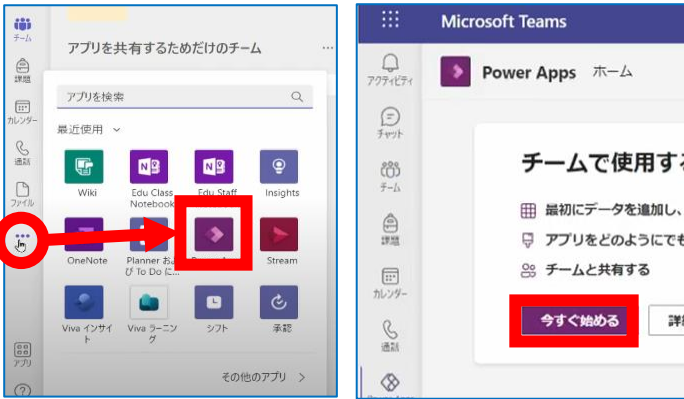 チーム
課題
カレンダー
通話
ファイル
アプリ
アプリを共有するためだけのチーム
アプリを検索
最近使用
Wiki
Edu Class
Notebook
Edu Staff
Insights
OneNote
Planner およ
び To Do に...
Stream
Viva インサイ
ト
Viva ラーニン
グ
シフト
承認
その他のアプリ
Microsoft Teams
Power Apps ホーム
アクティビティ
チャット
チーム
課題
カレンダー
通話
チームで使用する
最初にデータを追加し、
アプリをどのようにでも
チームと共有する
今すぐ始める